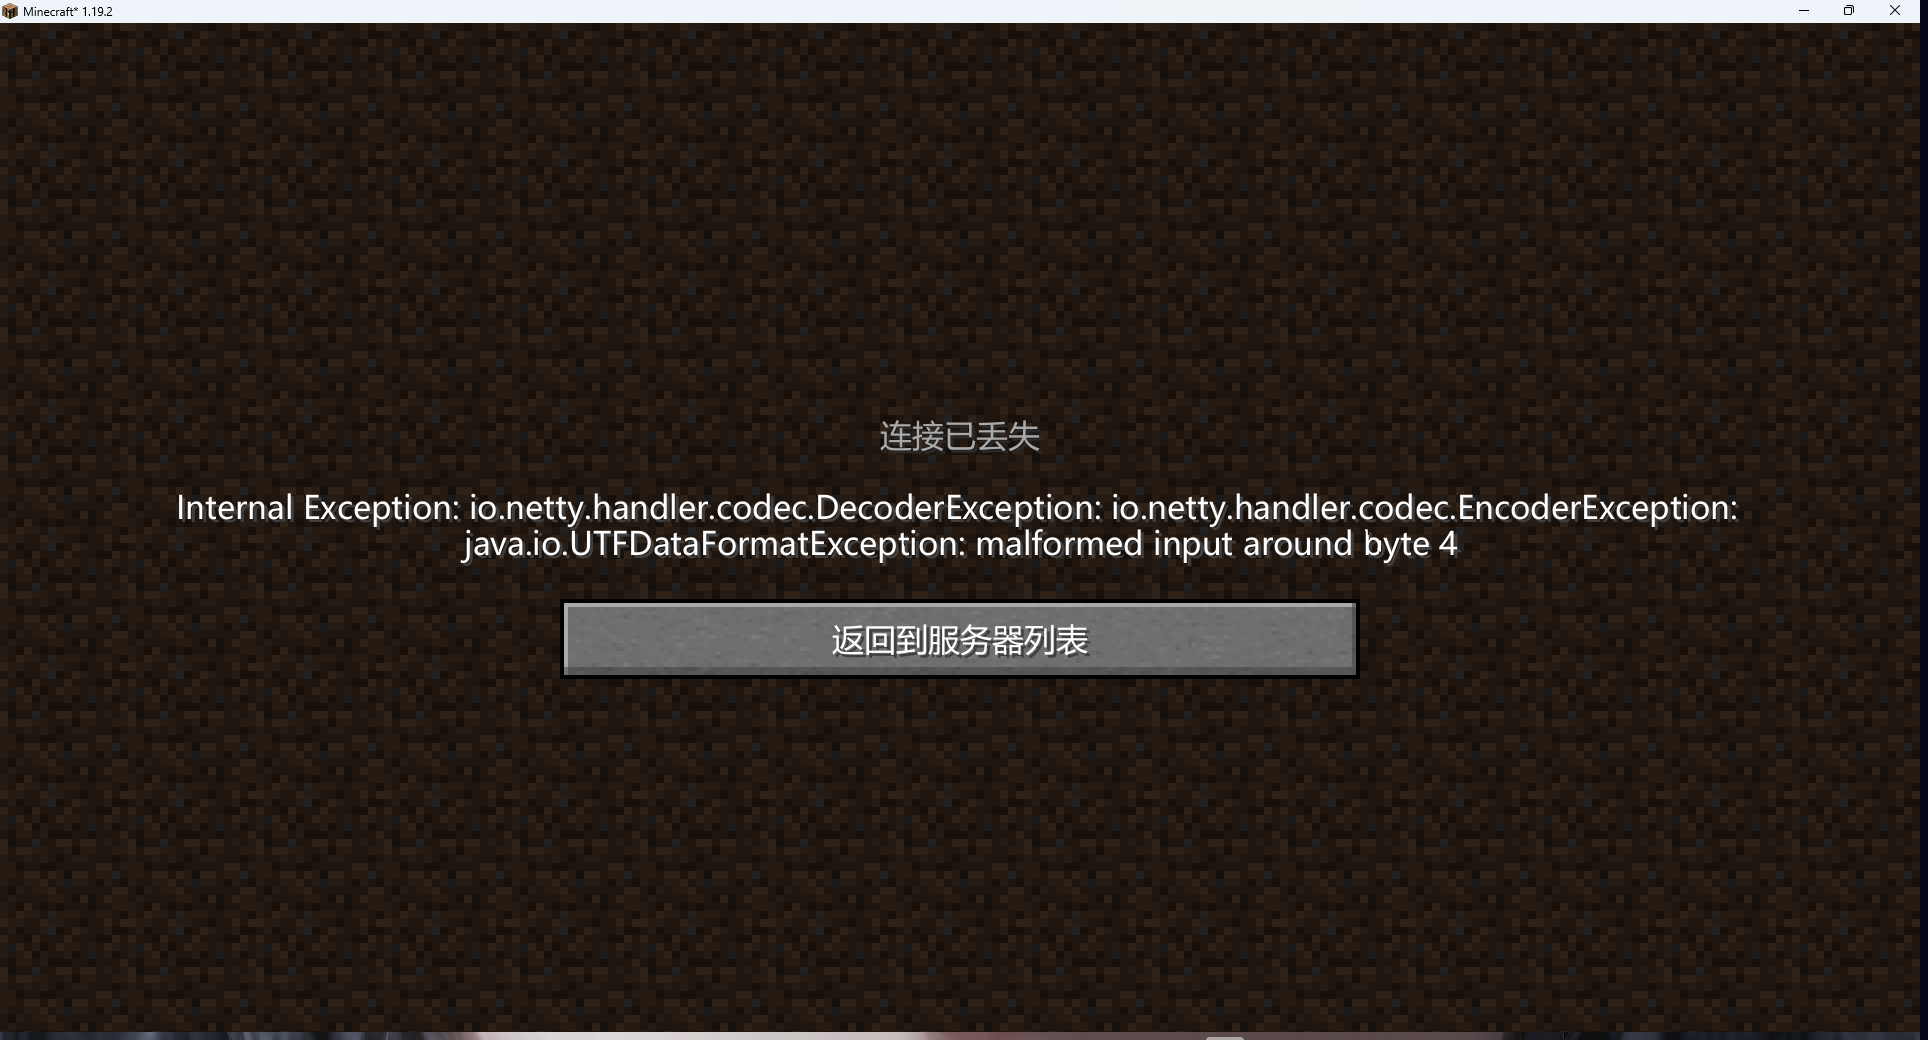 Minecraft* 1.19.2
连接已丢失
Internal Exception: io.netty.handler.codec.DecoderException: io.netty.handler.codec.EncoderException:
java.io.UTFDataFormatException: malformed input around byte 4
返回到服务器列表